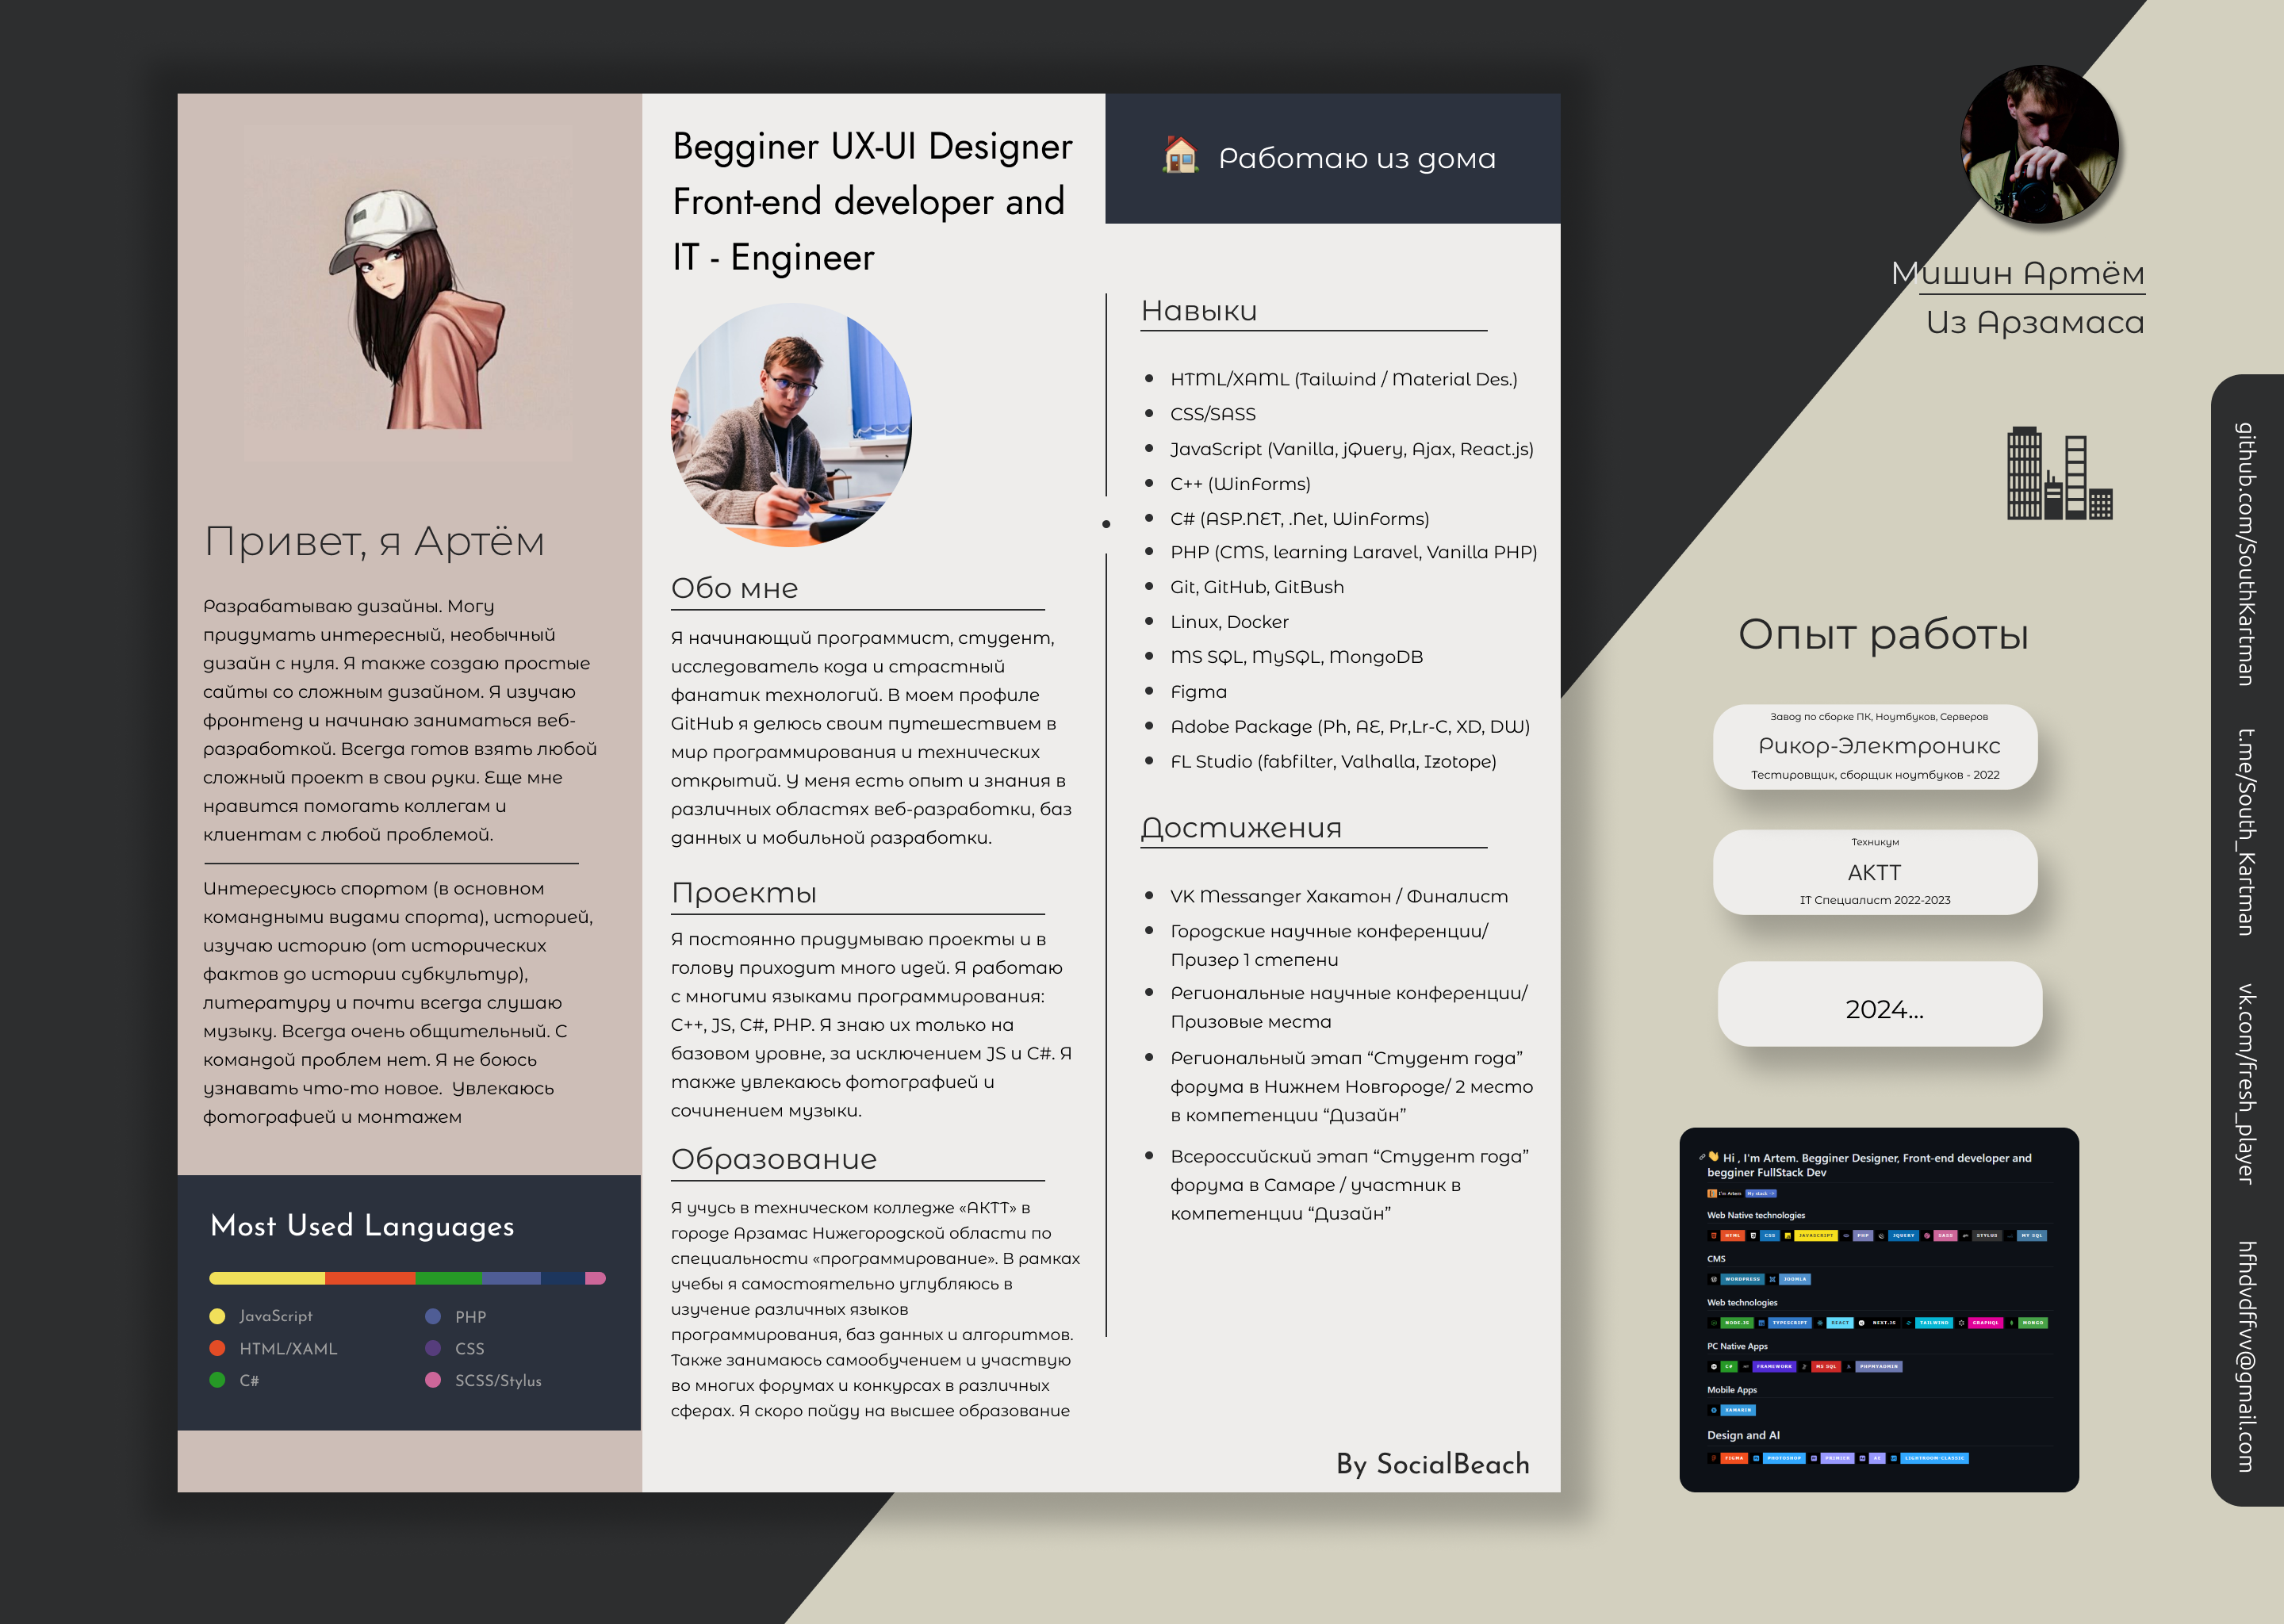 Привет, я Артём
Разрабатываю дизайны. Могу
придумать интересный, необычный
дизайн с нуля. Я также создаю простые
сайты со сложным дизайном. Я изучаю
фронтенд и начинаю заниматься веб-
разработкой. Всегда готов взять любой
сложный проект в свои руки. Еще мне
нравится помогать коллегам и
клиентам с любой проблемой.
Интересуюсь спортом (в основном
командными видами спорта), историей,
изучаю историю (от исторических
фактов до истории субкультур),
литературу и почти всегда слушаю
музыку. Всегда очень общительный. С
командой проблем нет. Я не боюсь
узнавать что-то новое.  Увлекаюсь
фотографией и монтажем
Most Used Languages
JavaScript
HTML/XAML
C#
PHP
CSS
SCSS/Stylus
Begginer UX-UI Designer
Front-end developer and
IT - Engineer
Обо мне
Я начинающий программист, студент,
исследователь кода и страстный
фанатик технологий. В моем профиле
GitHub я делюсь своим путешествием в
мир программирования и технических
открытий. У меня есть опыт и знания в
различных областях веб-разработки, баз
данных и мобильной разработки.
Проекты
Я постоянно придумываю проекты и в
голову приходит много идей. Я работаю
с многими языками программирования:
C++, JS, C#, PHP. Я знаю их только на
базовом уровне, за исключением JS и C#. Я
также увлекаюсь фотографией и
сочинением музыки.
Образование
Я учусь в техническом колледже «АКТТ» в
городе Арзамас Нижегородской области по
специальности «программирование». В рамках
учебы я самостоятельно углубляюсь в
изучение различных языков
программирования, баз данных и алгоритмов.
Также занимаюсь самообучением и участвую
во многих форумах и конкурсах в различных
сферах. Я скоро пойду на высшее образование
Работаю из дома
Навыки
HTML/XAML (Tailwind / Material Des.)
CSS/SASS
JavaScript (Vanilla, jQuery, Ajax, React.js)
C++ (WinForms)
C# (ASP.NET, .Net, WinForms)
PHP (CMS, learning Laravel, Vanilla PHP)
Git, GitHub, GitBush
Linux, Docker
MS SQL, MySQL, MongoDB
Figma
Adobe Package (Ph, AE, Pr,Lr-C, XD, DW)
FL Studio (fabfilter, Valhalla, Izotope)
Достижения
VK Messanger Хакатон / Финалист
Городские научные конференции/
Призер 1 степени
Региональные научные конференции/
Призовые места
Региональный этап “Студент года”
форума в Нижнем Новгороде/ 2 место
в компетенции “Дизайн”
Всероссийский этап “Студент года”
форума в Самаре / участник в
компетенции “Дизайн”
By SocialBeach
Мишин Артём
Из Арзамаса
Опыт работы
Завод по сборке ПК, Ноутбуков, Серверов
Рикор-Электроникс
Тестировщик, сборщик ноутбуков - 2022
Техникум
АКТТ
IT Специалист 2022-2023
2024...
Hi , I'm Artem. Begginer Designer, Front-end developer and
begginer FullStack Dev
I'm Artem My stack
Web Native technologies
HTML CSS JAVASCRIPT PHP JQUERY SASS STYLUS MY SQL
CMS
WORDPRESS JOOMLA
Web technologies
NODE.JS TYPESCRIPT REACT NEXT.JS TAILWIND GRAPHQL MONGO
PC Native Apps
C# FRAMEWORK MS SQL PHPMYADMIN
Mobile Apps
XAMARIN
Design and AI
FIGMA PHOTOSHOP PRIMIER AE LIGHTROOM-CLASSIC
github.com/SouthKartman
t.me/South_Kartman
vk.com/fresh_player
hfhdvdffvv@gmail.com